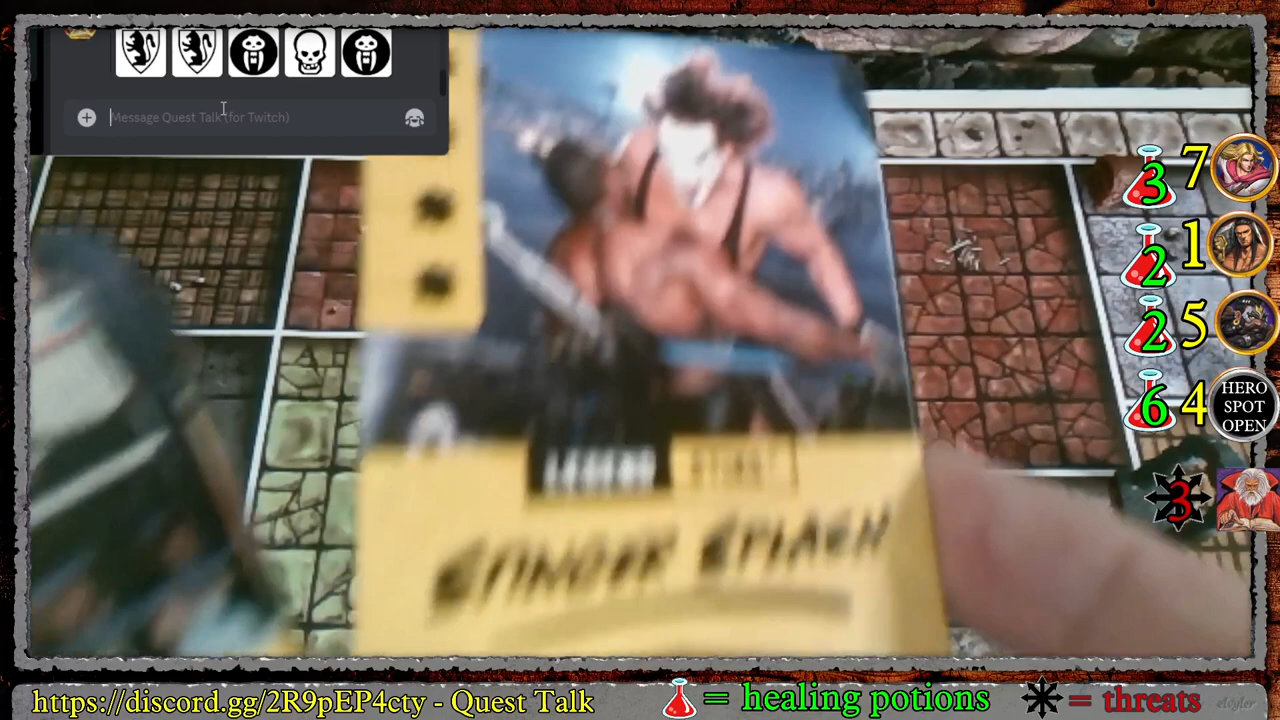 Message Quest Talk (for Twitch)
3 7
2 1
2 5
6 4
HERO
SPOT
OPEN
3
LEGEND
https://discord.gg/2R9pEP4cty - Quest Talk
= healing potions
= threats